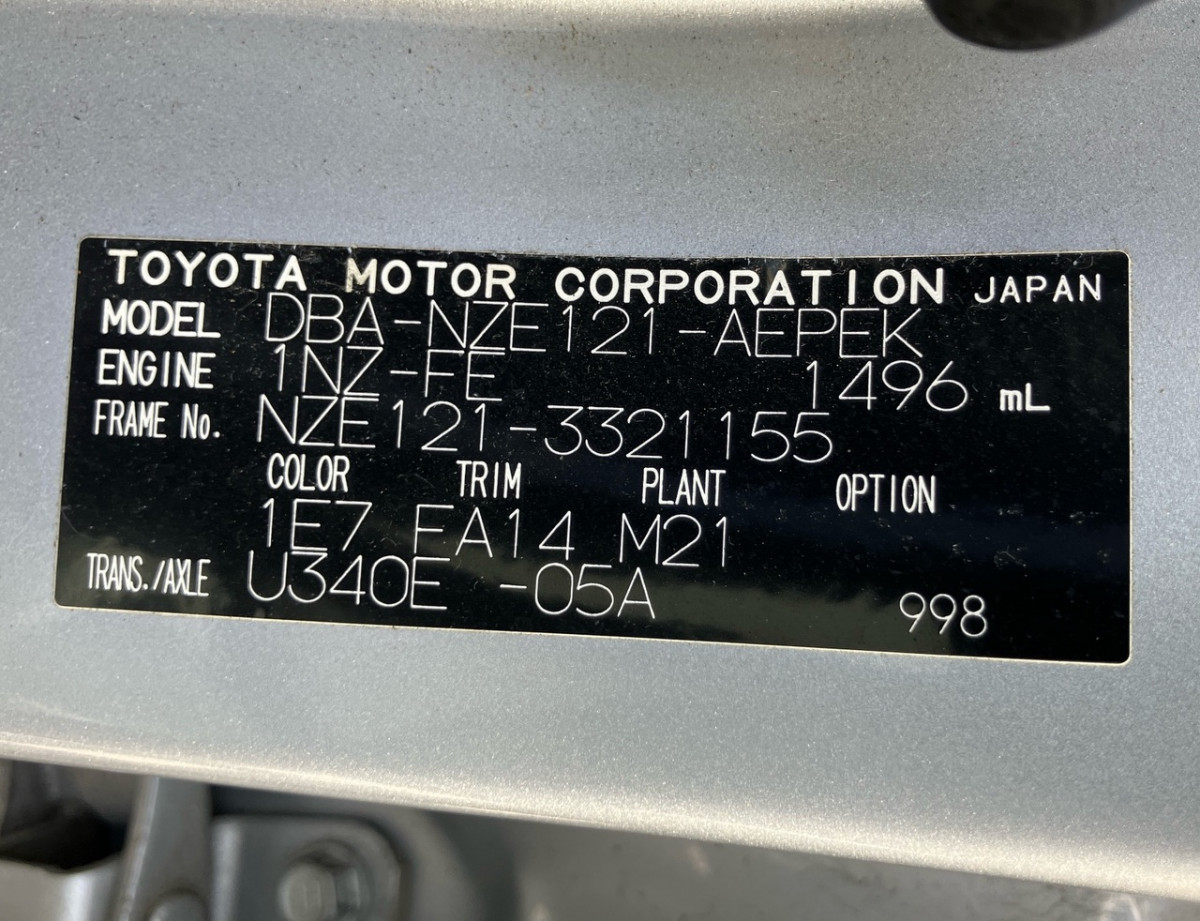 TOYOTA MOTOR CORPORATION JAPAN
MODEL DBA-NZE121-AEPEK
ENGINE 1NZ-FE 1496 mL
FRAME No. NZE121-3321155
COLOR TRIM PLANT OPTION
1E7 EA14 M21
TRANS./AXLE U340E -05A 998